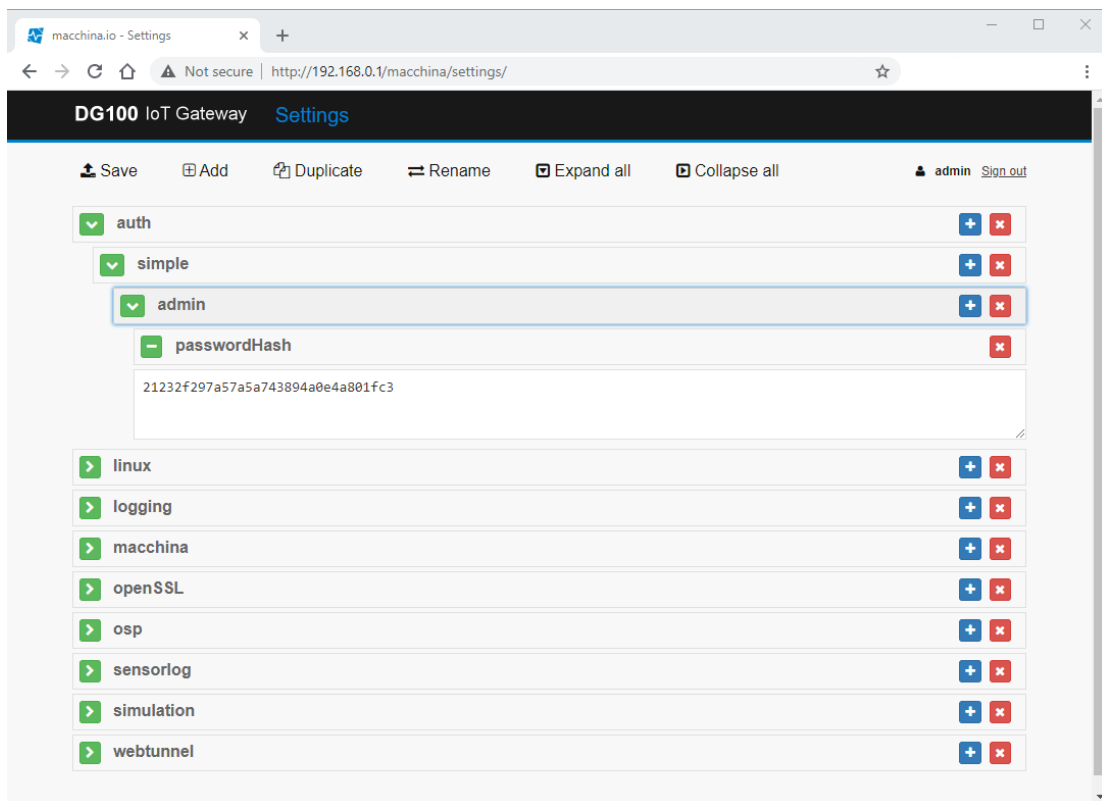 macchina.io - Settings
Not secure http://192.168.0.1/macchina/settings/
DG100 IoT Gateway Settings
Save Add Duplicate Rename Expand all Collapse all admin Sign out
auth
simple
admin
passwordHash
21232f297a57a5a743894a0e4a801fc3
linux
logging
macchina
openSSL
osp
sensorlog
simulation
webtunnel